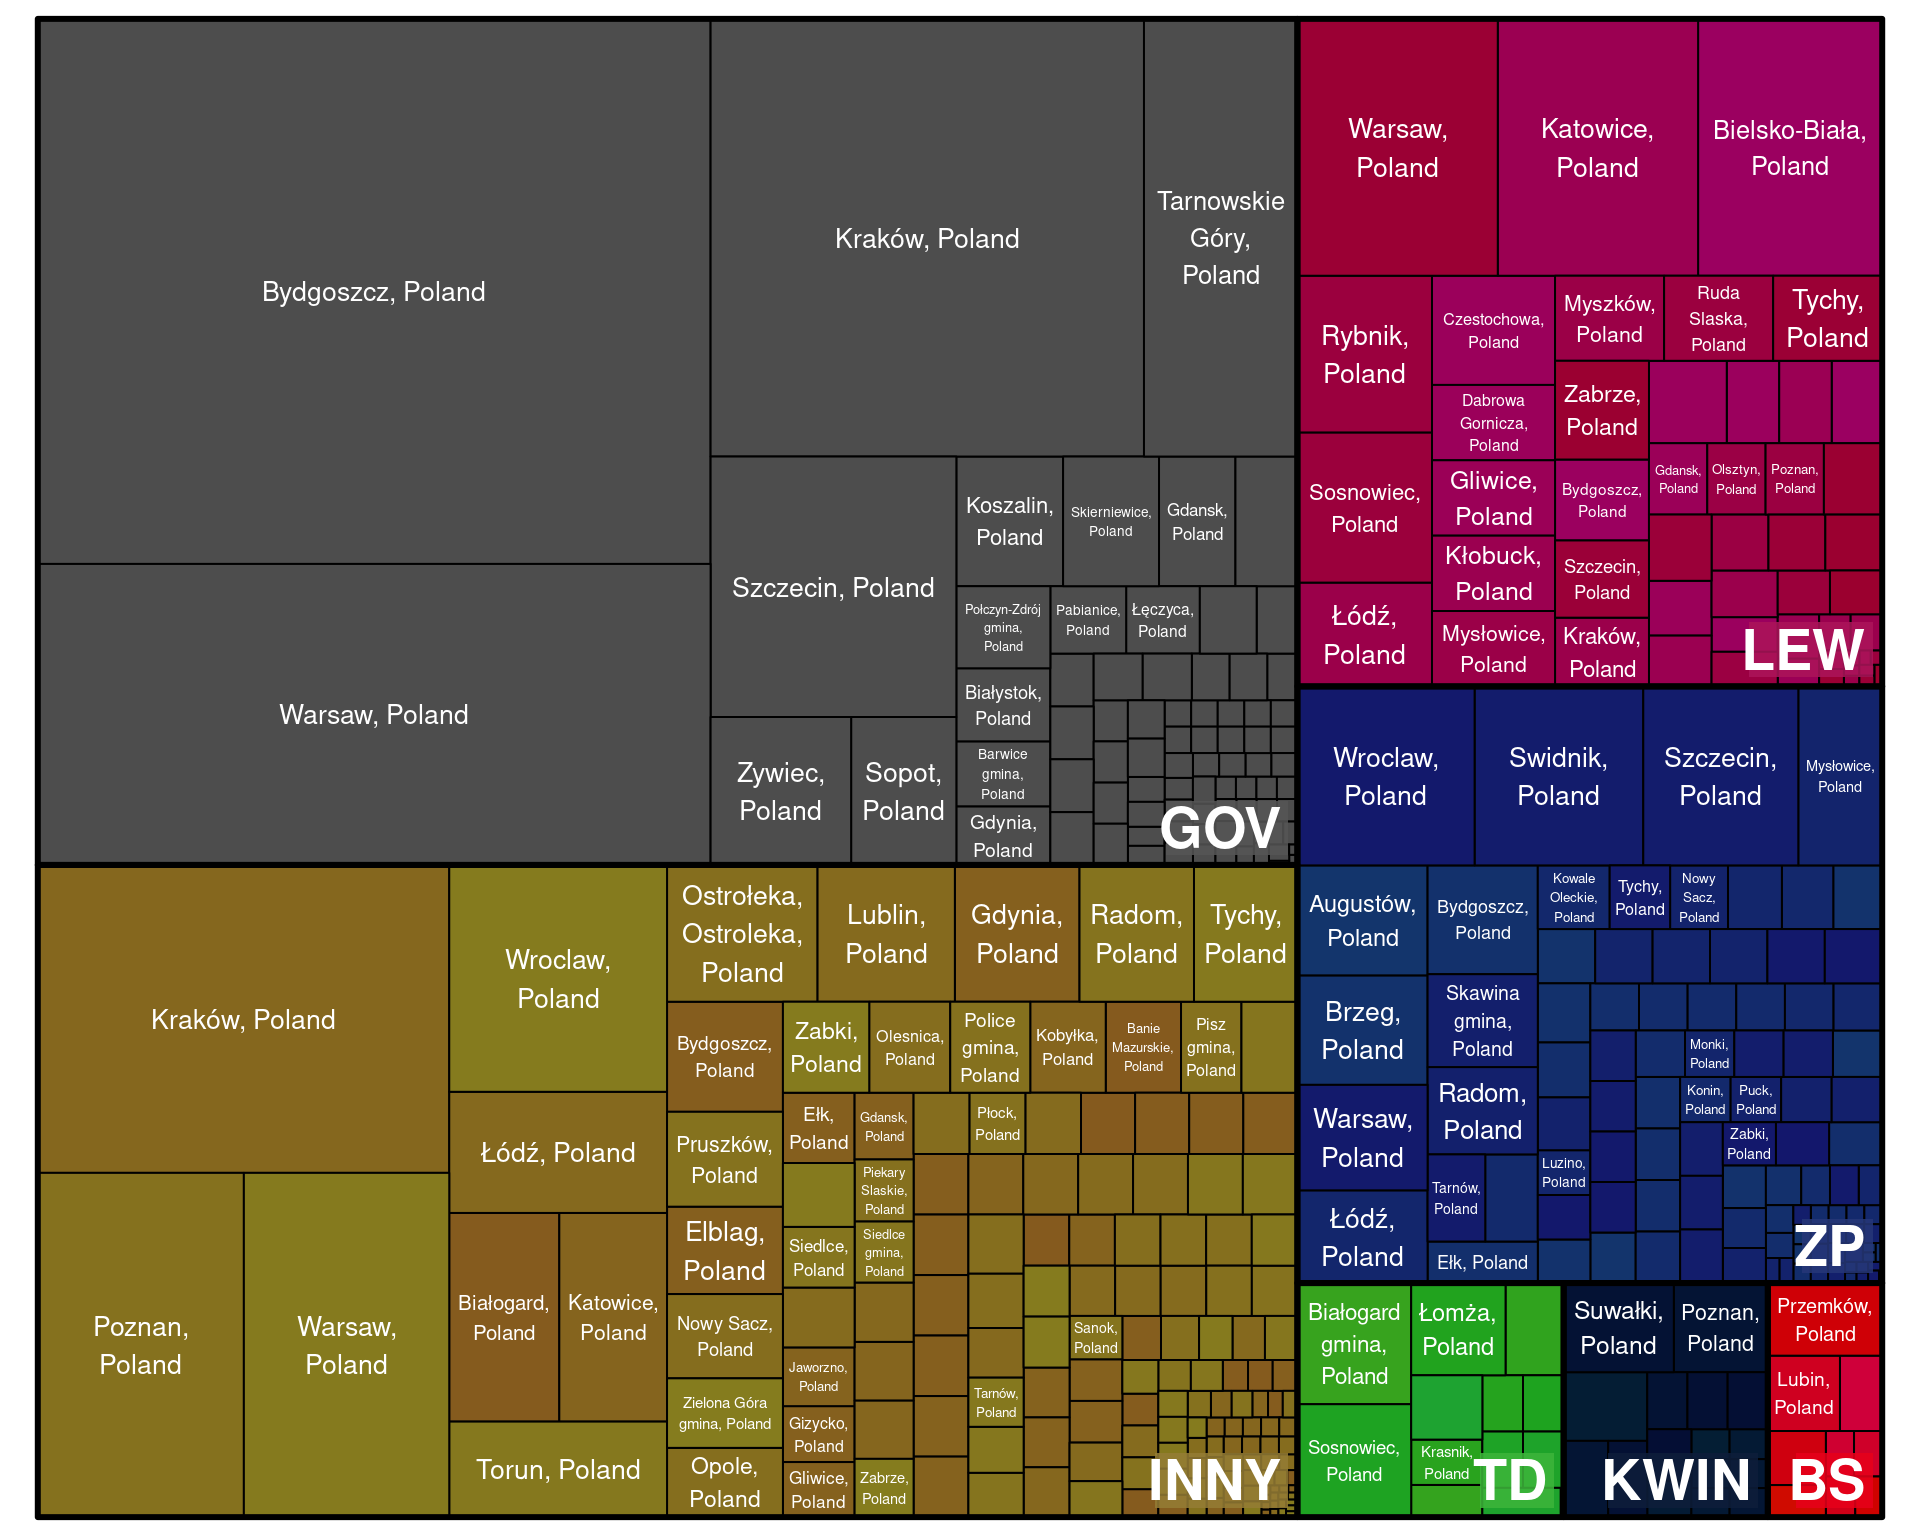 Bydgoszcz, Poland
Warsaw, Poland
Kraków, Poland
Tarnowskie
Góry,
Poland
Szczecin, Poland
Zywiec,
Poland
Sopot,
Poland
Koszalin,
Poland
Skierniewice,
Poland
Gdansk,
Poland
Połczyn-Zdrój
gmina,
Poland
Pabianice,
Poland
Łęczyca,
Poland
Białystok,
Poland
Barwice
gmina,
Poland
Gdynia,
Poland
GOV
Warsaw,
Poland
Katowice,
Poland
Bielsko-Biała,
Poland
Rybnik,
Poland
Sosnowiec,
Poland
Łódź,
Poland
Czestochowa,
Poland
Dabrowa
Gornicza,
Poland
Gliwice,
Poland
Kłobuck,
Poland
Mysłowice,
Poland
Myszków,
Poland
Ruda
Slaska,
Poland
Tychy,
Poland
Zabrze,
Poland
Bydgoszcz,
Poland
Szczecin,
Poland
Kraków,
Poland
Gdansk,
Poland
Olsztyn,
Poland
Poznan,
Poland
LEW
Wroclaw,
Poland
Swidnik,
Poland
Szczecin,
Poland
Mysłowice,
Poland
Augustów,
Poland
Brzeg,
Poland
Warsaw,
Poland
Łódź,
Poland
Bydgoszcz,
Poland
Skawina
gmina,
Poland
Radom,
Poland
Tarnów,
Poland
Ełk, Poland
Kowale
Oleckie,
Poland
Tychy,
Poland
Nowy
Sacz,
Poland
Monki,
Poland
Konin,
Poland
Puck,
Poland
Zabki,
Poland
Luzino,
Poland
ZP
Kraków, Poland
Poznan,
Poland
Warsaw,
Poland
Wroclaw,
Poland
Łódź, Poland
Białogard,
Poland
Katowice,
Poland
Torun, Poland
Ostrołeka,
Ostroleka,
Poland
Lublin,
Poland
Gdynia,
Poland
Radom,
Poland
Tychy,
Poland
Bydgoszcz,
Poland
Pruszków,
Poland
Elblag,
Poland
Nowy Sacz,
Poland
Zielona Góra
gmina, Poland
Opole,
Poland
Zabki,
Poland
Olesnica,
Poland
Police
gmina,
Poland
Kobyłka,
Poland
Banie
Mazurskie,
Poland
Pisz
gmina,
Poland
Ełk,
Poland
Gdansk,
Poland
Płock,
Poland
Piekary
Slaskie,
Poland
Siedlce,
Poland
Siedlce
gmina,
Poland
Jaworzno,
Poland
Gizycko,
Poland
Gliwice,
Poland
Zabrze,
Poland
Sanok,
Poland
Tarnów,
Poland
INNY
Białogard
gmina,
Poland
Sosnowiec,
Poland
Łomża,
Poland
Krasnik,
Poland
TD
Suwałki,
Poland
Poznan,
Poland
KWIN
Przemków,
Poland
Lubin,
Poland
BS